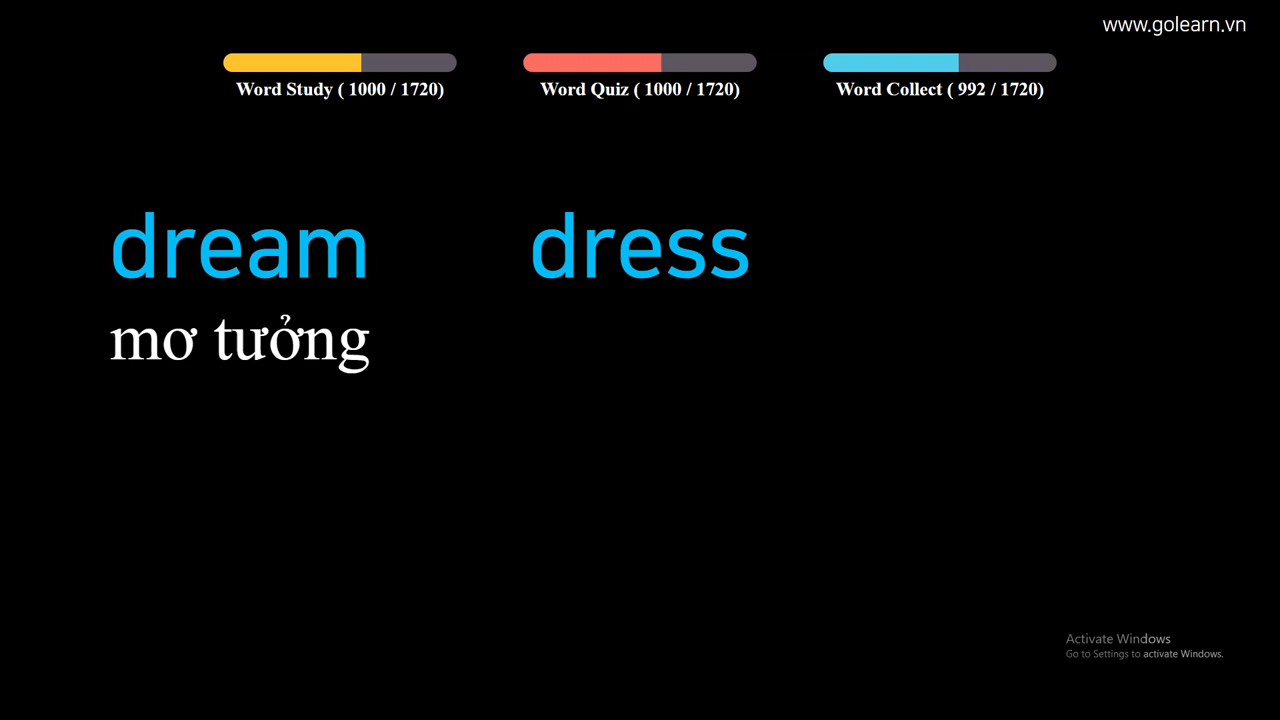 www.golearn.vn
Word Study ( 1000 / 1720)
Word Quiz ( 1000 / 1720)
Word Collect ( 992 / 1720)
dream
dress
mơ tưởng
Activate Windows
Go to Settings to activate Windows.